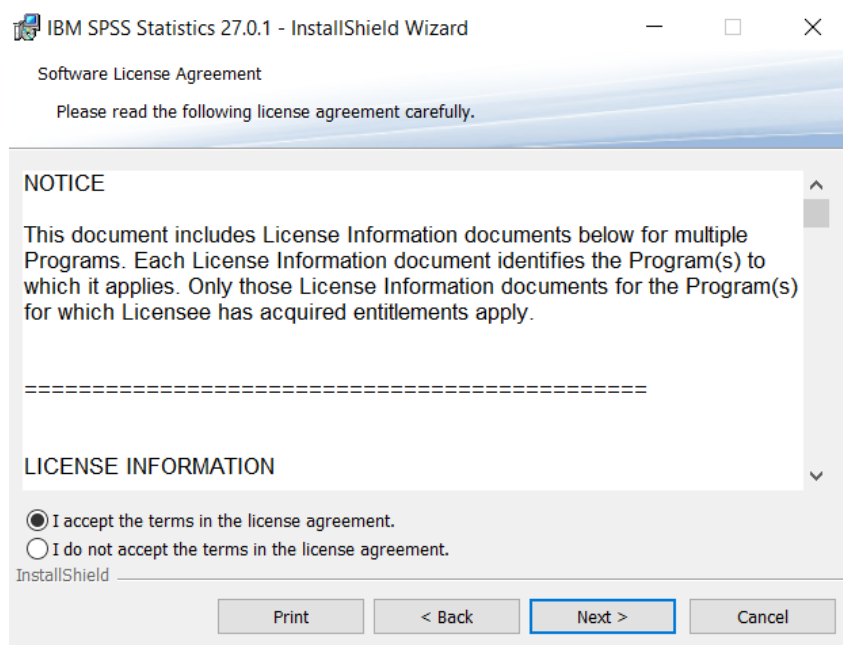 IBM SPSS Statistics 27.0.1 - InstallShield Wizard
Software License Agreement
Please read the following license agreement carefully.
NOTICE
This document includes License Information documents below for multiple
Programs. Each License Information document identifies the Program(s) to
which it applies. Only those License Information documents for the Program(s)
for which Licensee has acquired entitlements apply.
==============================================
LICENSE INFORMATION
I accept the terms in the license agreement.
I do not accept the terms in the license agreement.
InstallShield
Print < Back Next > Cancel